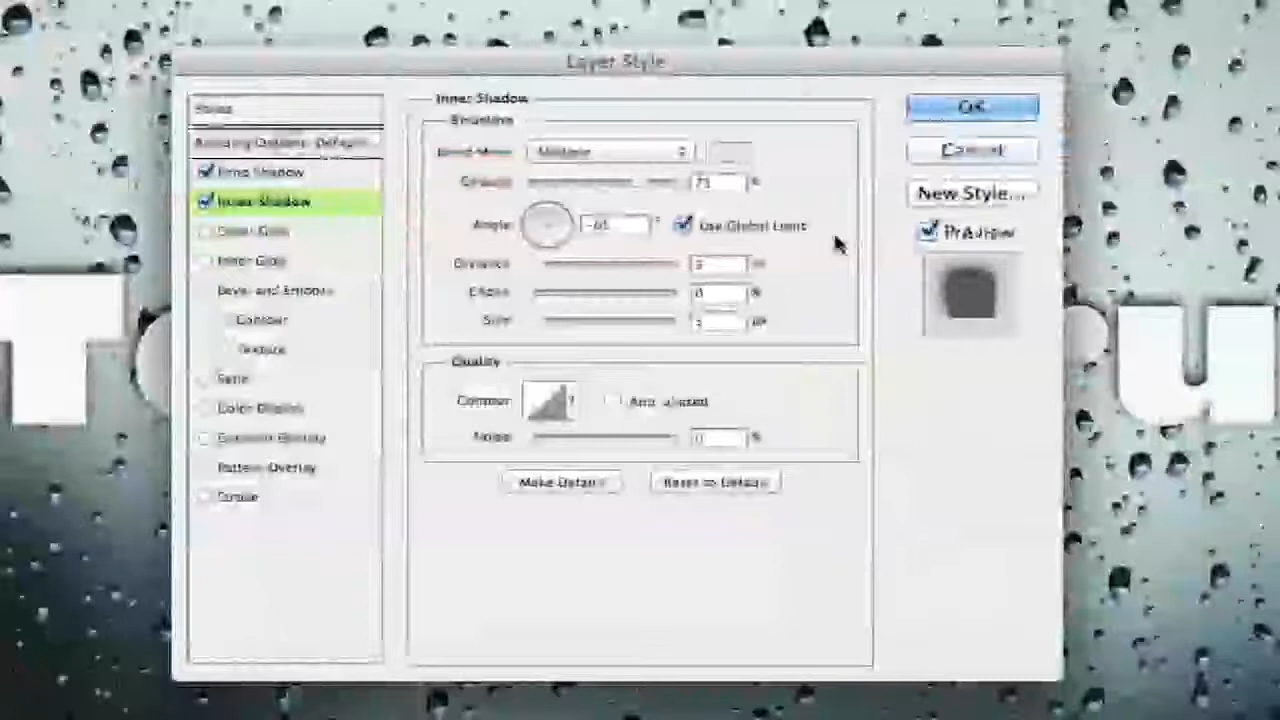 Layer Style
Styles
Blending Options: Default
Inner Shadow
Inner Shadow
Outer Glow
Inner Glow
Bevel and Emboss
Contour
Texture
Satin
Color Overlay
Gradient Overlay
Pattern Overlay
Stroke
Inner Shadow
Structure
Blend Mode: Multiply
Opacity: 75 %
Angle: ° Use Global Light
Distance: px
Choke: 0 %
Size: px
Quality
Contour: Anti-aliased
Noise: 0 %
Make Default
Reset to Default
OK
Cancel
New Style...
Preview
T
u